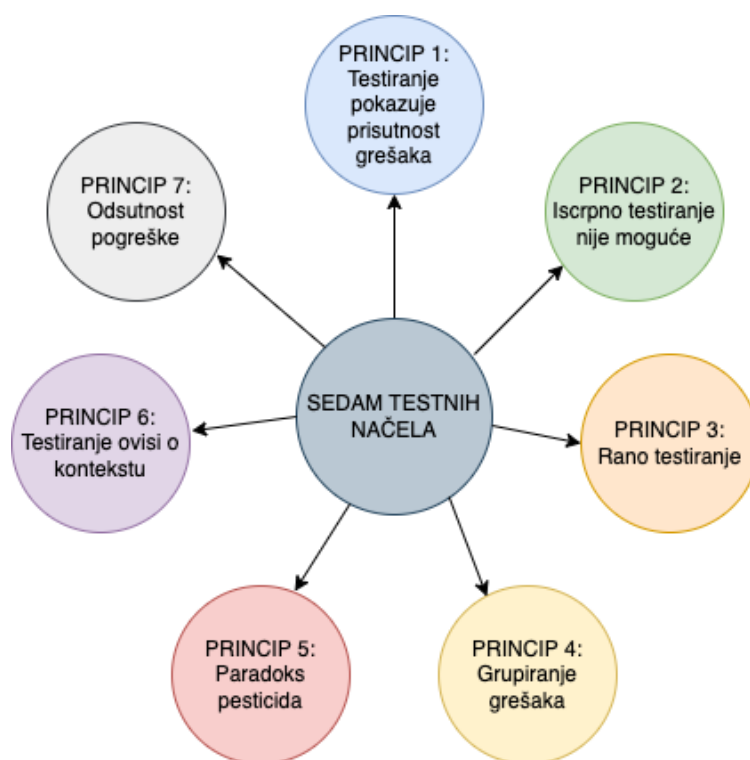 PRINCIP 1:
Testiranje
pokazuje
prisutnost
grešaka
PRINCIP 2:
Iscrpno testiranje
nije moguće
PRINCIP 3:
Rano testiranje
PRINCIP 4:
Grupiranje
grešaka
PRINCIP 5:
Paradoks
pesticida
PRINCIP 6:
Testiranje ovisi o
kontekstu
PRINCIP 7:
Odsutnost
pogreške
SEDAM TESTNIH
NAČELA